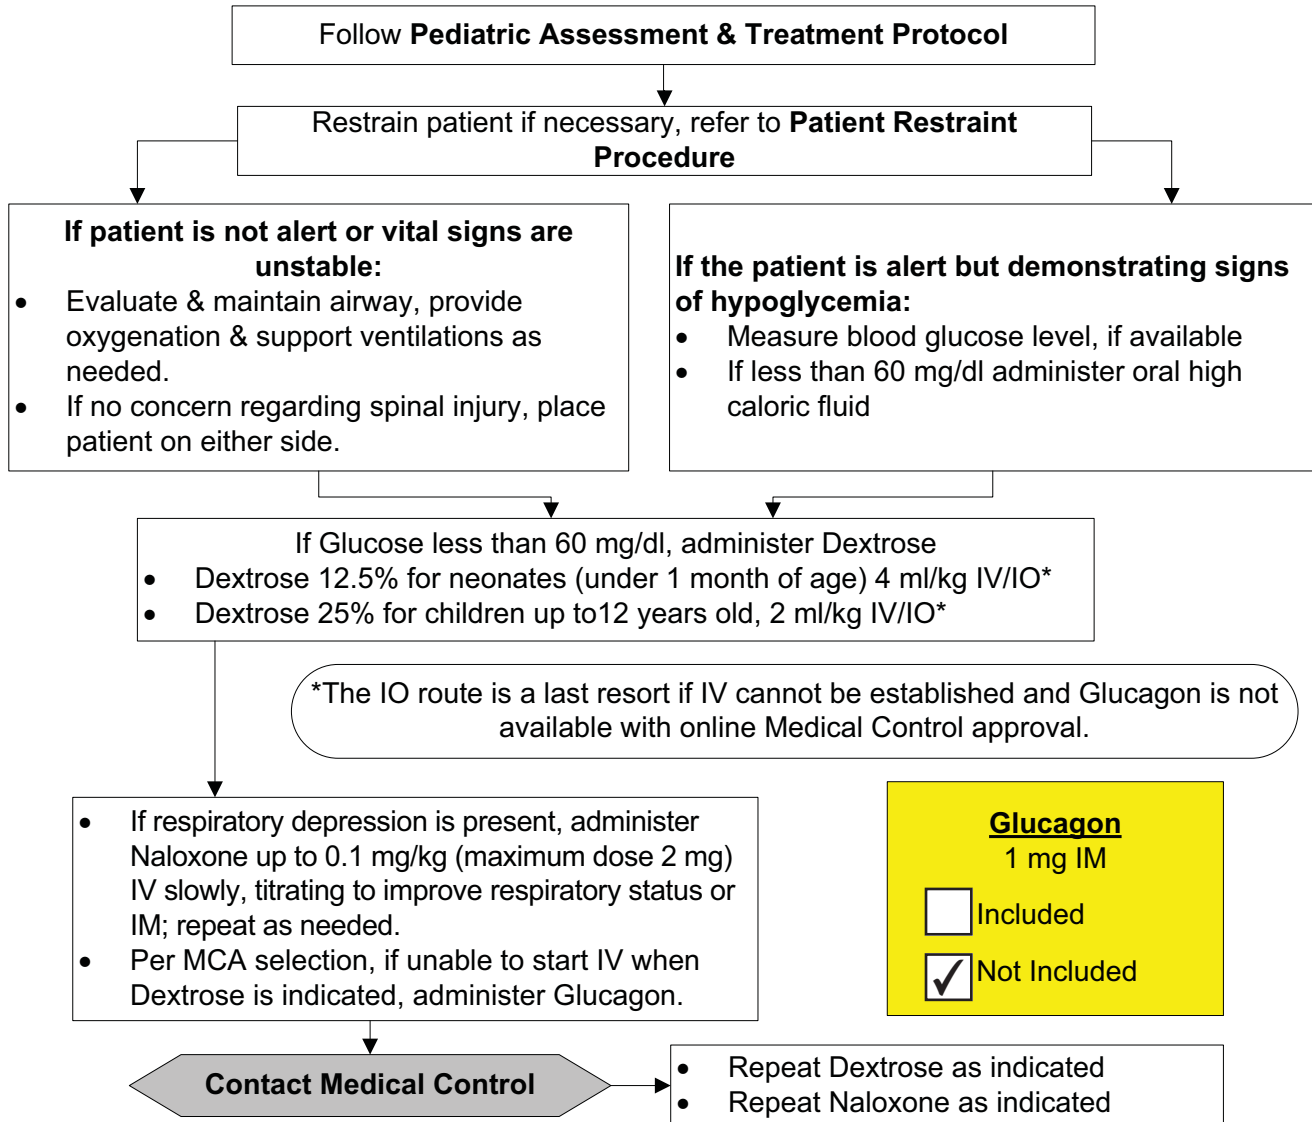 Follow Pediatric Assessment & Treatment Protocol
Restrain patient if necessary, refer to Patient Restraint
Procedure
If patient is not alert or vital signs are
unstable:
• Evaluate & maintain airway, provide
oxygenation & support ventilations as
needed.
• If no concern regarding spinal injury, place
patient on either side.
If the patient is alert but demonstrating signs
of hypoglycemia:
• Measure blood glucose level, if available
• If less than 60 mg/dl administer oral high
caloric fluid
If Glucose less than 60 mg/dl, administer Dextrose
• Dextrose 12.5% for neonates (under 1 month of age) 4 ml/kg IV/IO*
• Dextrose 25% for children up to12 years old, 2 ml/kg IV/IO*
*The IO route is a last resort if IV cannot be established and Glucagon is not
available with online Medical Control approval.
• If respiratory depression is present, administer
Naloxone up to 0.1 mg/kg (maximum dose 2 mg)
IV slowly, titrating to improve respiratory status or
IM; repeat as needed.
• Per MCA selection, if unable to start IV when
Dextrose is indicated, administer Glucagon.
Glucagon
1 mg IM
Included
✓ Not Included
Contact Medical Control
• Repeat Dextrose as indicated
• Repeat Naloxone as indicated